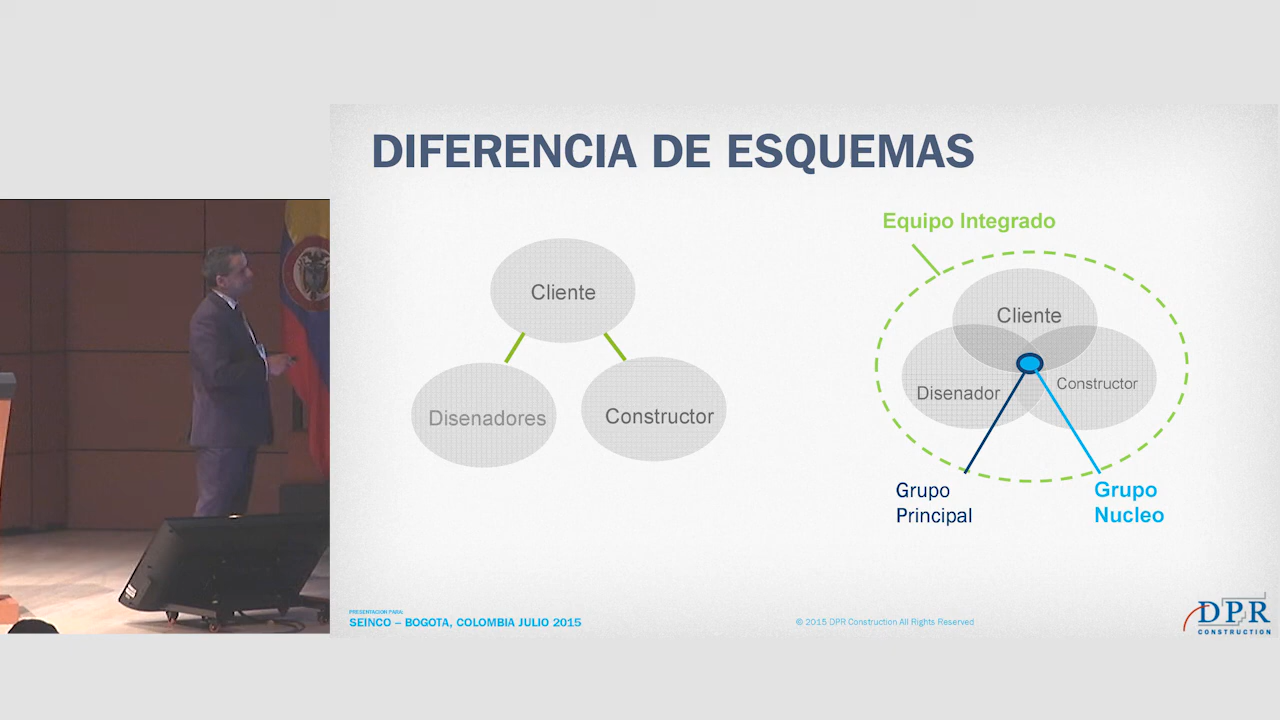 DIFERENCIA DE ESQUEMAS
Cliente
Disenadores
Constructor
Equipo Integrado
Cliente
Disenador
Constructor
Grupo
Principal
Grupo
Nucleo
PRESENTACION PARA:
SEINCO – BOGOTA, COLOMBIA JULIO 2015
© 2015 DPR Construction All Rights Reserved
DPR
CONSTRUCTION